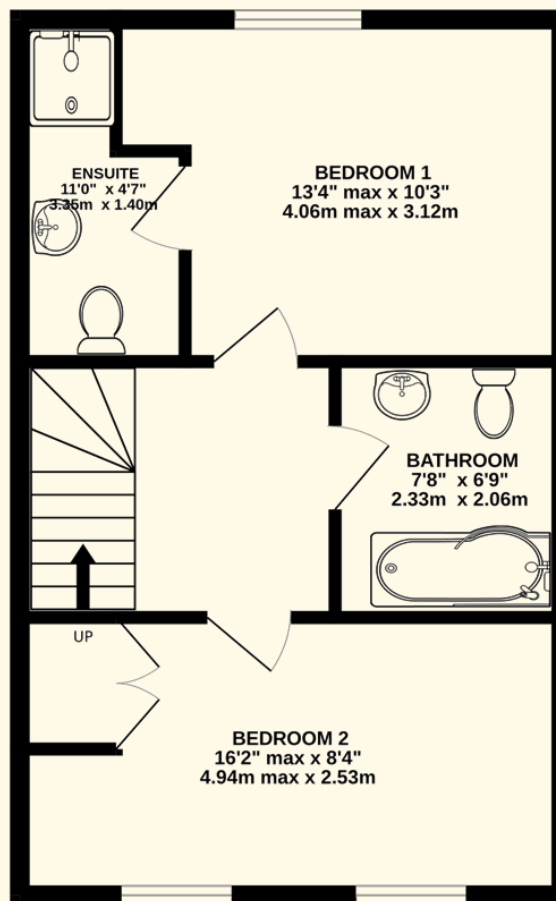 ENSUITE
11'0" x 4'7"
3.35m x 1.40m
BEDROOM 1
13'4" max x 10'3"
4.06m max x 3.12m
BATHROOM
7'8" x 6'9"
2.33m x 2.06m
UP
BEDROOM 2
16'2" max x 8'4"
4.94m max x 2.53m